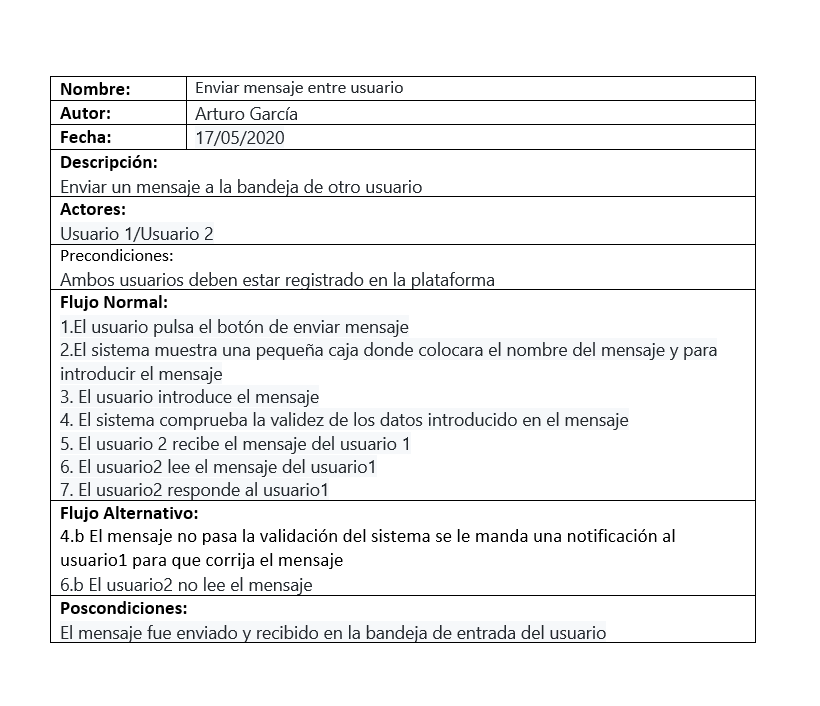 Nombre: Enviar mensaje entre usuario
Autor: Arturo García
Fecha: 17/05/2020
Descripción:
Enviar un mensaje a la bandeja de otro usuario
Actores:
Usuario 1/Usuario 2
Precondiciones:
Ambos usuarios deben estar registrado en la plataforma
Flujo Normal:
1.El usuario pulsa el botón de enviar mensaje
2.El sistema muestra una pequeña caja donde colocara el nombre del mensaje y para
introducir el mensaje
3. El usuario introduce el mensaje
4. El sistema comprueba la validez de los datos introducido en el mensaje
5. El usuario 2 recibe el mensaje del usuario 1
6. El usuario2 lee el mensaje del usuario1
7. El usuario2 responde al usuario1
Flujo Alternativo:
4.b El mensaje no pasa la validación del sistema se le manda una notificación al
usuario1 para que corrija el mensaje
6.b El usuario2 no lee el mensaje
Poscondiciones:
El mensaje fue enviado y recibido en la bandeja de entrada del usuario